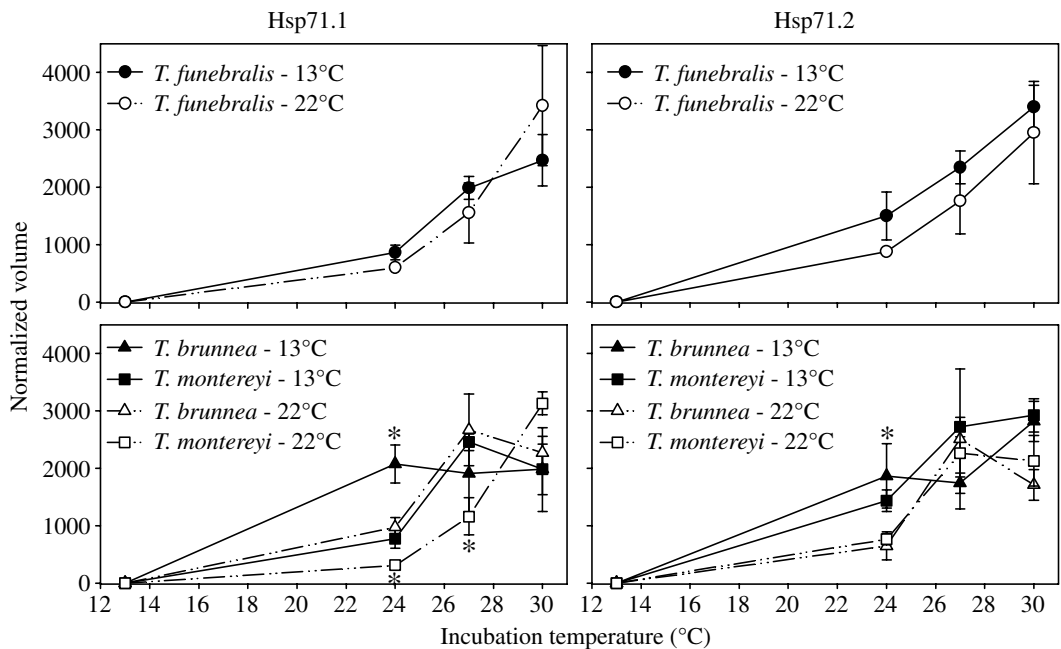 Hsp71.1
Hsp71.2
T. funebralis - 13°C
T. funebralis - 22°C
4000
3000
2000
1000
0
T. funebralis - 13°C
T. funebralis - 22°C
Normalized volume
T. brunnea - 13°C
T. montereyi - 13°C
T. brunnea - 22°C
T. montereyi - 22°C
*
*
*
4000
3000
2000
1000
0
T. brunnea - 13°C
T. montereyi - 13°C
T. brunnea - 22°C
T. montereyi - 22°C
*
12 14 16 18 20 22 24 26 28 30
12 14 16 18 20 22 24 26 28 30
Incubation temperature (°C)